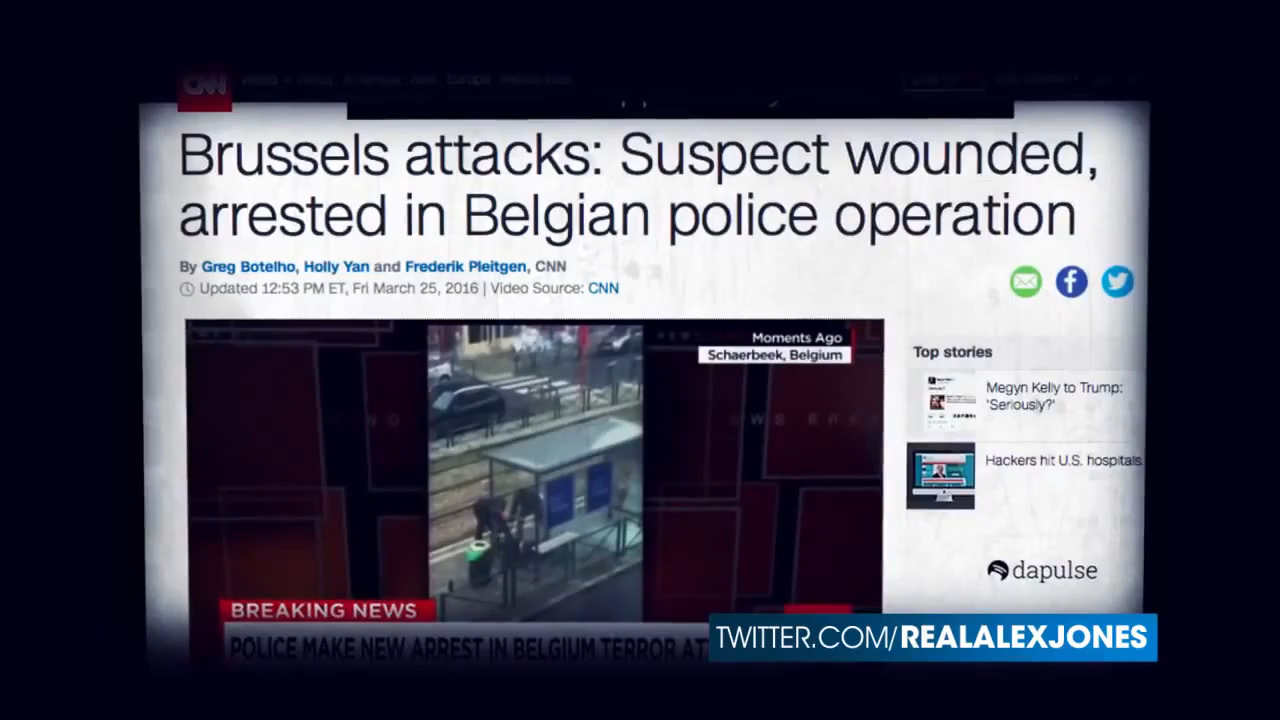 CNN
Brussels attacks: Suspect wounded,
arrested in Belgian police operation
By Greg Botelho, Holly Yan and Frederik Pleitgen, CNN
Updated 12:53 PM ET, Fri March 25, 2016 | Video Source: CNN
Moments Ago
Schaerbeek, Belgium
Top stories
Megyn Kelly to Trump:
'Seriously?'
Hackers hit U.S. hospitals
dapulse
BREAKING NEWS
POLICE MAKE NEW ARREST IN BELGIUM TERROR AT
TWITTER.COM/REALALEXJONES